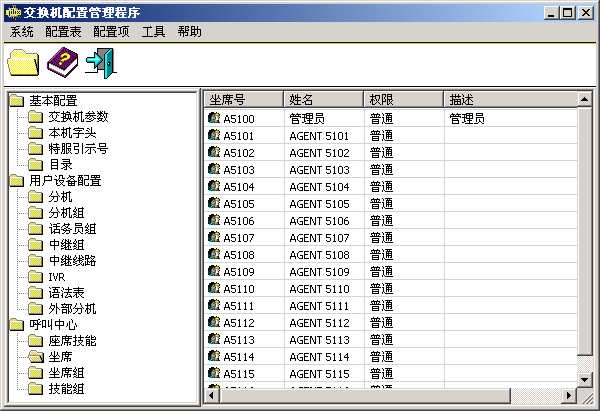 交换机配置管理程序
系统 配置表 配置项 工具 帮助
基本配置
交换机参数
本机字头
特服引示号
目录
用户设备配置
分机
分机组
话务员组
中继组
中继线路
IVR
语法表
外部分机
呼叫中心
座席技能
坐席
坐席组
技能组
坐席号 姓名 权限 描述
A5100 管理员 普通 管理员
A5101 AGENT 5101 普通
A5102 AGENT 5102 普通
A5103 AGENT 5103 普通
A5104 AGENT 5104 普通
A5105 AGENT 5105 普通
A5106 AGENT 5106 普通
A5107 AGENT 5107 普通
A5108 AGENT 5108 普通
A5109 AGENT 5109 普通
A5110 AGENT 5110 普通
A5111 AGENT 5111 普通
A5112 AGENT 5112 普通
A5113 AGENT 5113 普通
A5114 AGENT 5114 普通
A5115 AGENT 5115 普通